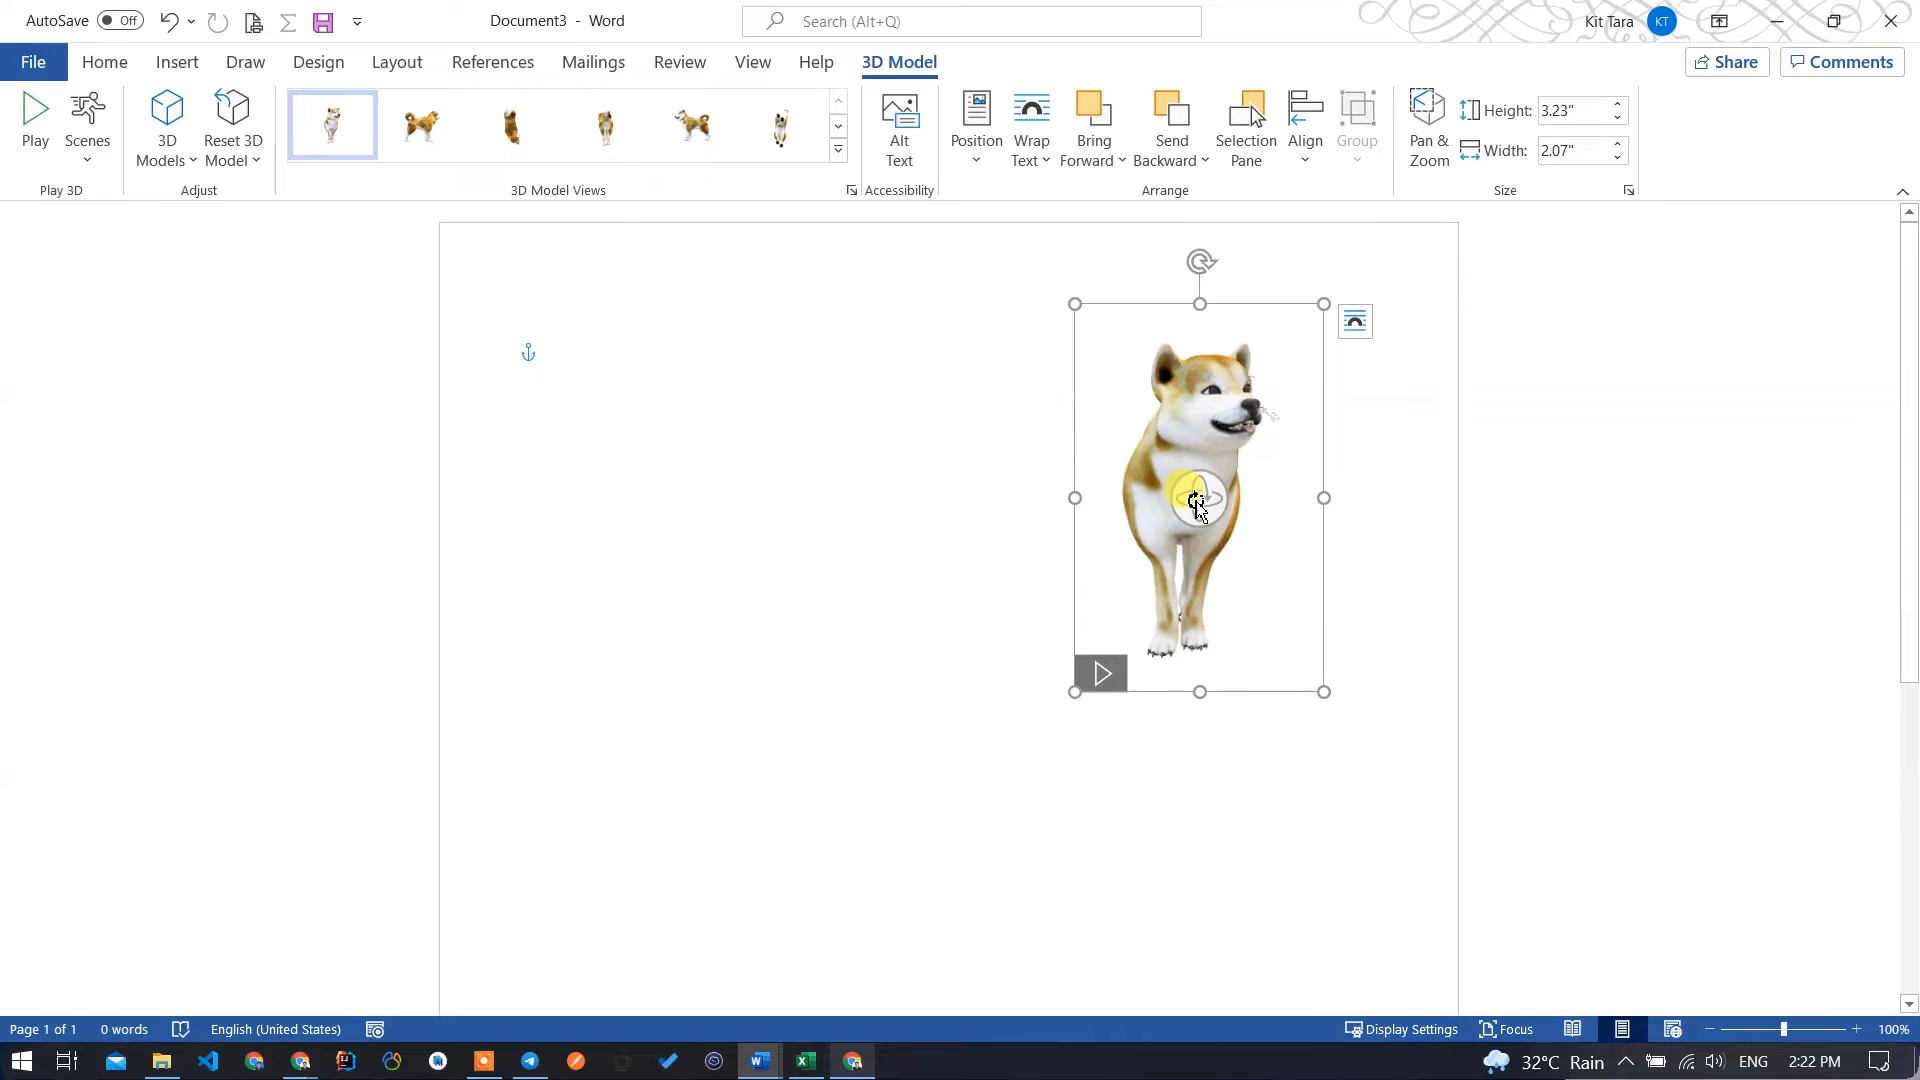 AutoSave Off Document3 - Word Search (Alt+Q) Kit Tara KT
File Home Insert Draw Design Layout References Mailings Review View Help 3D Model Share Comments
Play Scenes 3D Models Reset 3D Model Alt Text Position Wrap Text Bring Forward Send Backward Selection Pane Align Group Pan & Zoom Height: 3.23"
Width: 2.07"
Play 3D Adjust 3D Model Views Accessibility Arrange Size
Page 1 of 1 0 words English (United States) Display Settings Focus 100%
32°C Rain ENG 2:22 PM